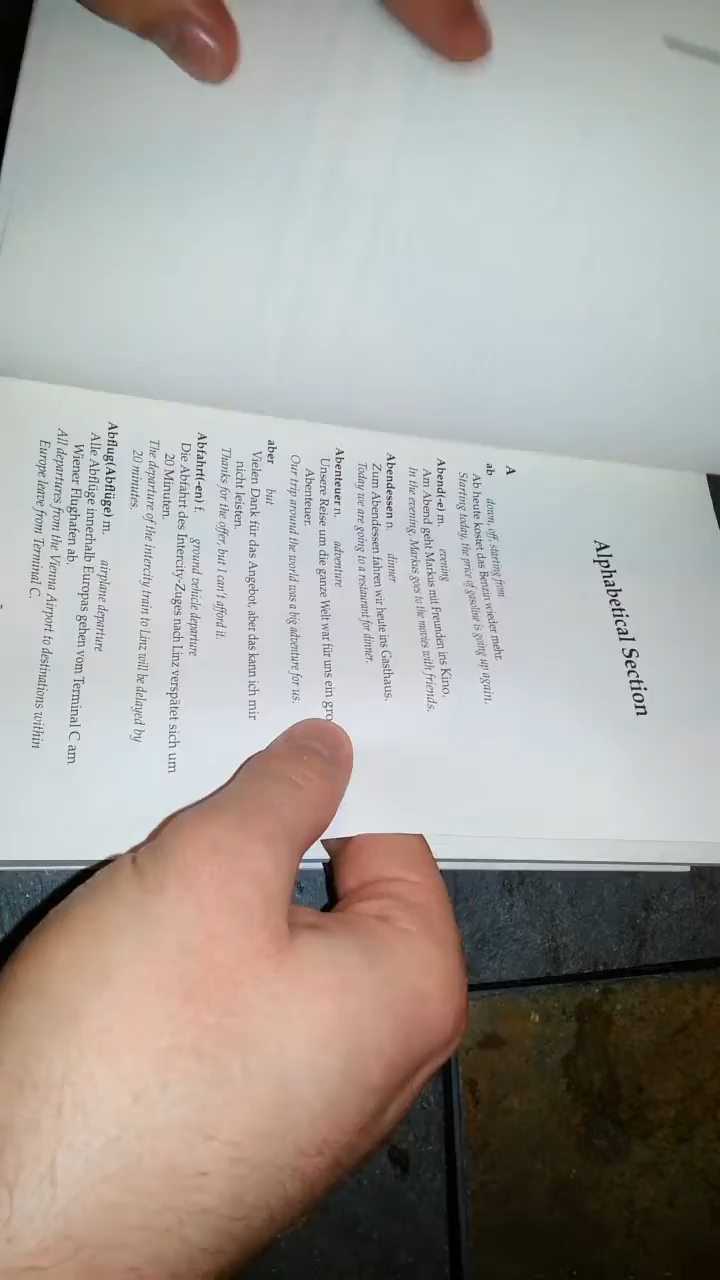 Alphabetical Section
A
ab down, off, starting from
Ab heute kostet das Benzin wieder mehr.
Starting today, the price of gasoline is going up again.
Abend(-e) m. evening
Am Abend geht Markus mit Freunden ins Kino.
In the evening, Markus goes to the movies with friends.
Abendessen n. dinner
Zum Abendessen fahren wir heute ins Gasthaus.
Today we are going to a restaurant for dinner.
Abenteuer n. adventure
Unsere Reise um die ganze Welt war für uns ein
Abenteuer.
Our trip around the world was a big adventure for us.
aber but
Vielen Dank für das Angebot, aber das kann ich mir
nicht leisten.
Thanks for the offer, but I can't afford it.
Abfahrt(-en) f. ground vehicle departure
Die Abfahrt des Intercity-Zuges nach Linz verspätet sich um
20 Minuten.
The departure of the intercity train to Linz will be delayed by
20 minutes.
Abflug(Abflüge) m. airplane departure
Alle Abflüge innerhalb Europas gehen vom Terminal C am
Wiener Flughafen ab.
All departures from the Vienna Airport to destinations within
Europe leave from Terminal C.